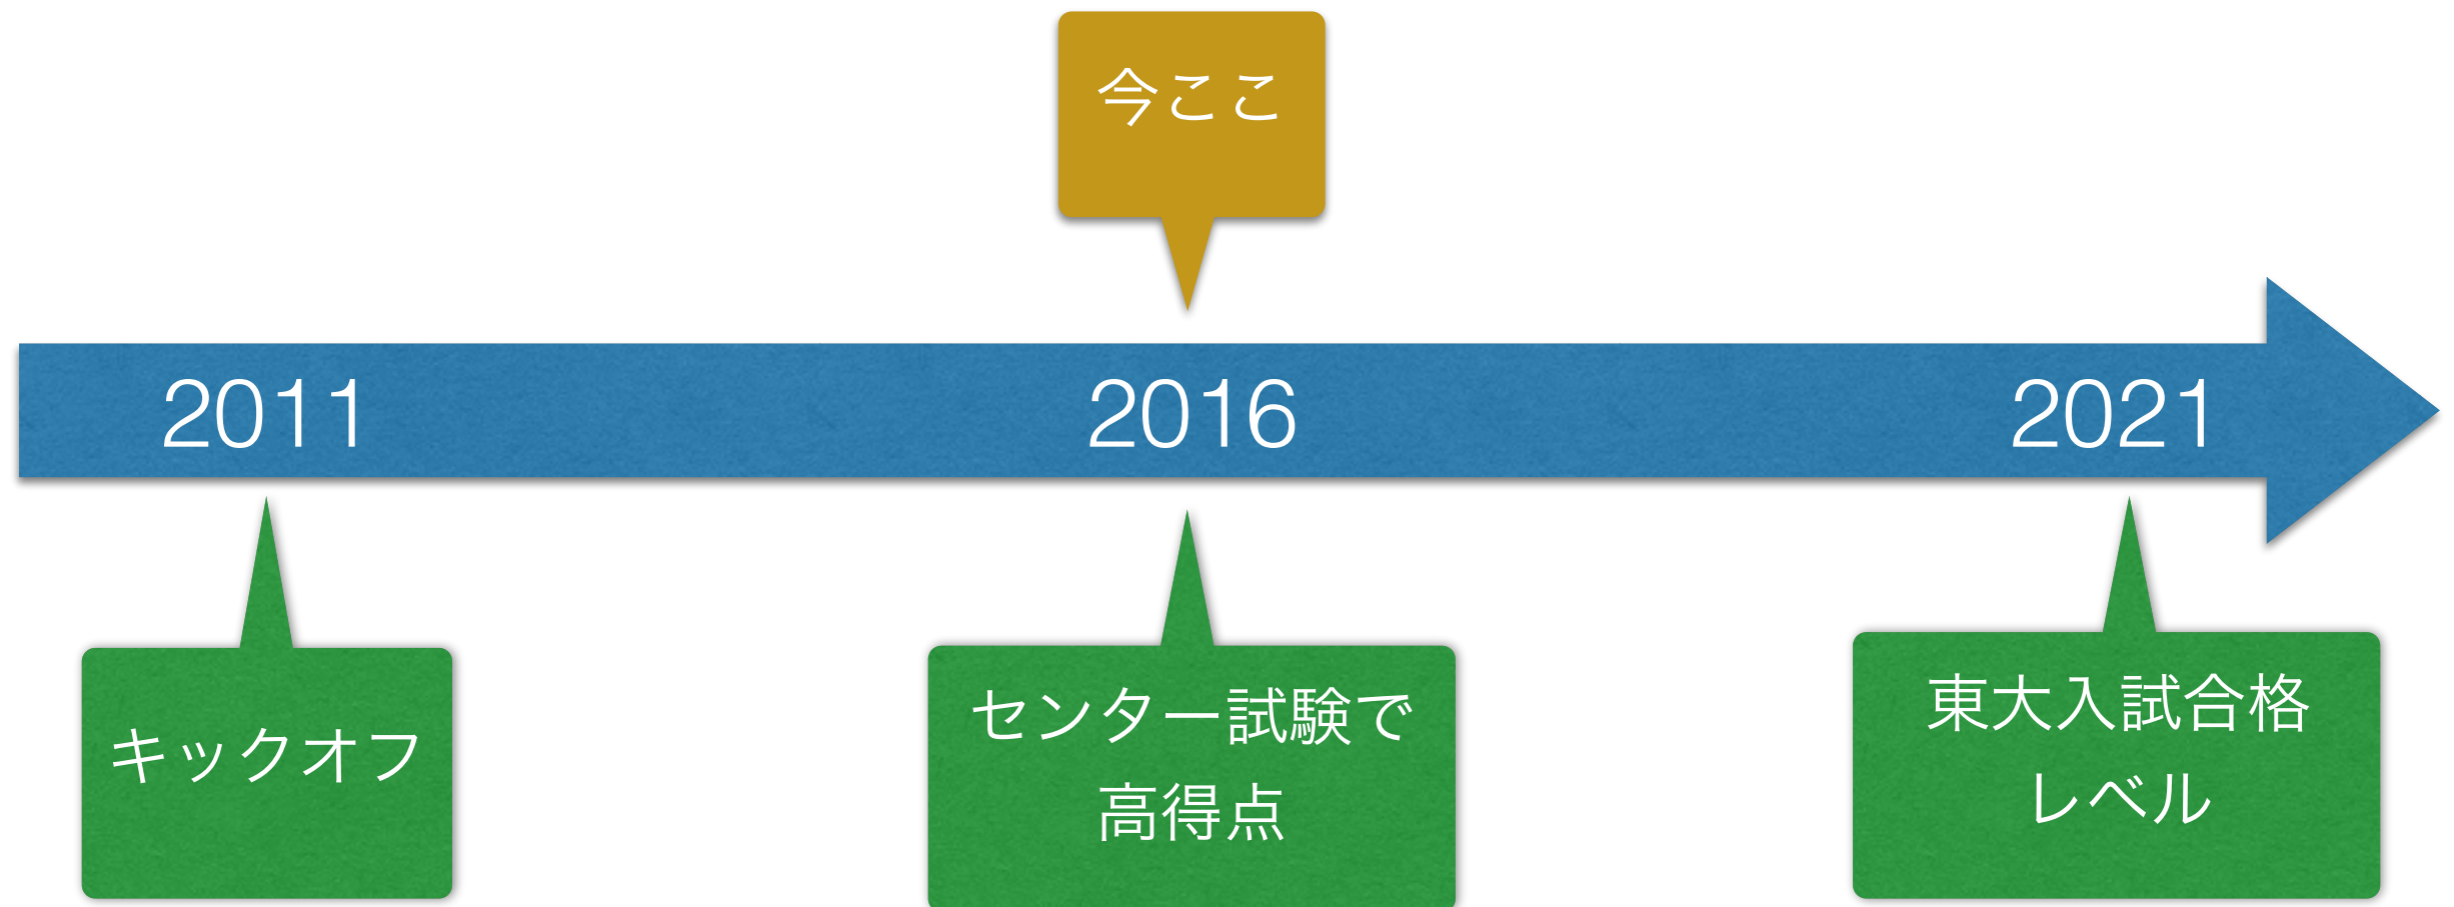 今ここ
2011
2016
2021
キックオフ
センター試験で
高得点
東大入試合格
レベル